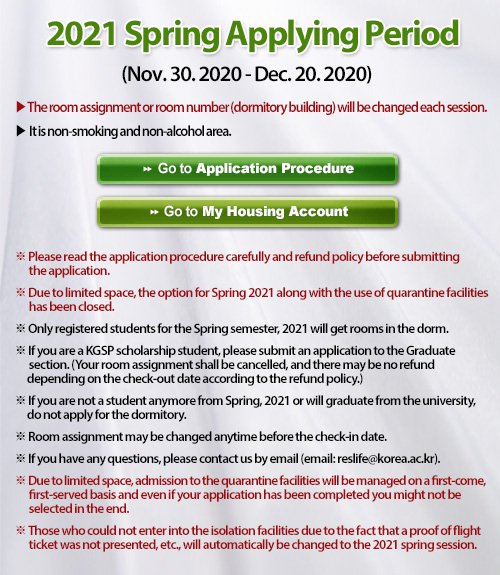 2021 Spring Applying Period
(Nov. 30. 2020 - Dec. 20. 2020)
▶ The room assignment or room number (dormitory building) will be changed each session.
▶ It is non-smoking and non-alcohol area.
►► Go to Application Procedure
►► Go to My Housing Account
※ Please read the application procedure carefully and refund policy before submitting
the application.
※ Due to limited space, the option for Spring 2021 along with the use of quarantine facilities
has been closed.
※ Only registered students for the Spring semester, 2021 will get rooms in the dorm.
※ If you are a KGSP scholarship student, please submit an application to the Graduate
section. (Your room assignment shall be cancelled, and there may be no refund
depending on the check-out date according to the refund policy.)
※ If you are not a student anymore from Spring, 2021 or will graduate from the university,
do not apply for the dormitory.
※ Room assignment may be changed anytime before the check-in date.
※ If you have any questions, please contact us by email (email: reslife@korea.ac.kr).
※ Due to limited space, admission to the quarantine facilities will be managed on a first-come,
first-served basis and even if your application has been completed you might not be
selected in the end.
※ Those who could not enter into the isolation facilities due to the fact that a proof of flight
ticket was not presented, etc., will automatically be changed to the 2021 spring session.